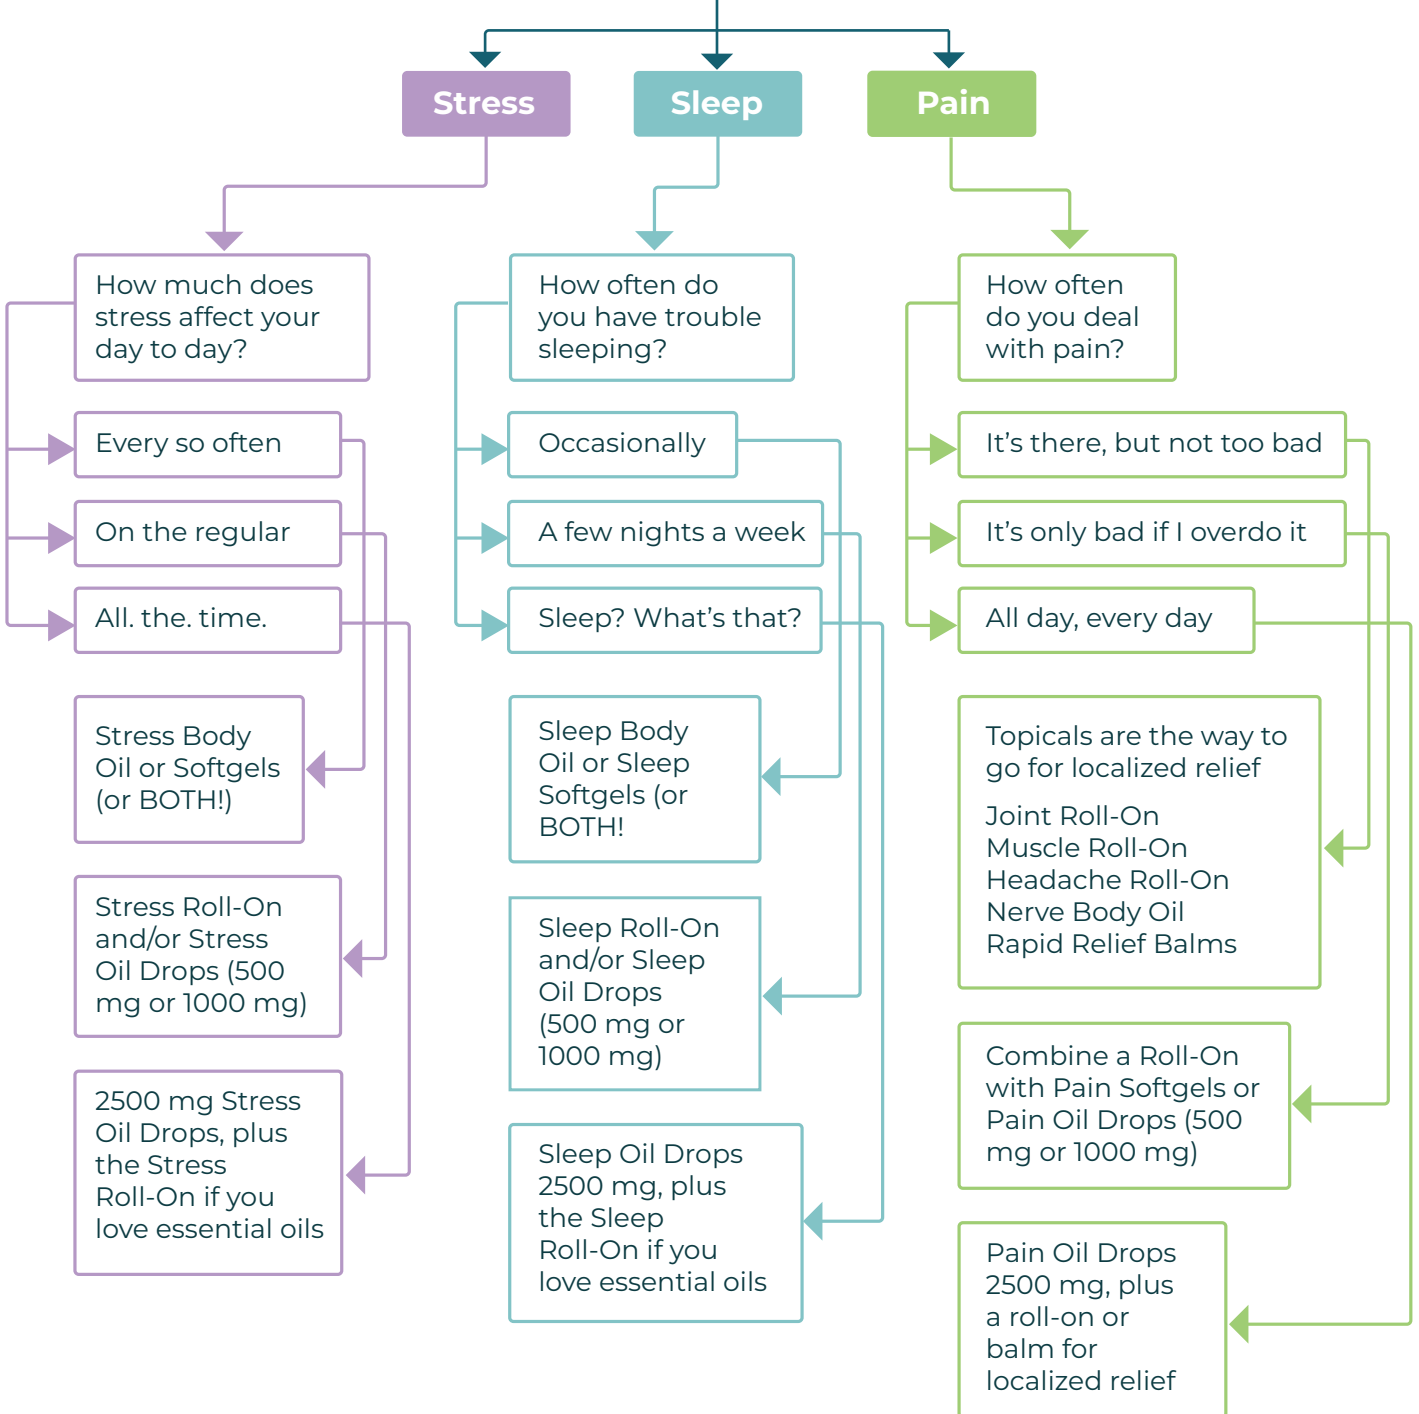 Stress
Sleep
Pain
How much does
stress affect your
day to day?
Every so often
On the regular
All. the. time.
Stress Body
Oil or Softgels
(or BOTH!)
Stress Roll-On
and/or Stress
Oil Drops (500
mg or 1000 mg)
2500 mg Stress
Oil Drops, plus
the Stress
Roll-On if you
love essential oils
How often do
you have trouble
sleeping?
Occasionally
A few nights a week
Sleep? What’s that?
Sleep Body
Oil or Sleep
Softgels (or
BOTH!
Sleep Roll-On
and/or Sleep
Oil Drops
(500 mg or
1000 mg)
Sleep Oil Drops
2500 mg, plus
the Sleep
Roll-On if you
love essential oils
How often
do you deal
with pain?
It’s there, but not too bad
It’s only bad if I overdo it
All day, every day
Topicals are the way to
go for localized relief
Joint Roll-On
Muscle Roll-On
Headache Roll-On
Nerve Body Oil
Rapid Relief Balms
Combine a Roll-On
with Pain Softgels or
Pain Oil Drops (500
mg or 1000 mg)
Pain Oil Drops
2500 mg, plus
a roll-on or
balm for
localized relief